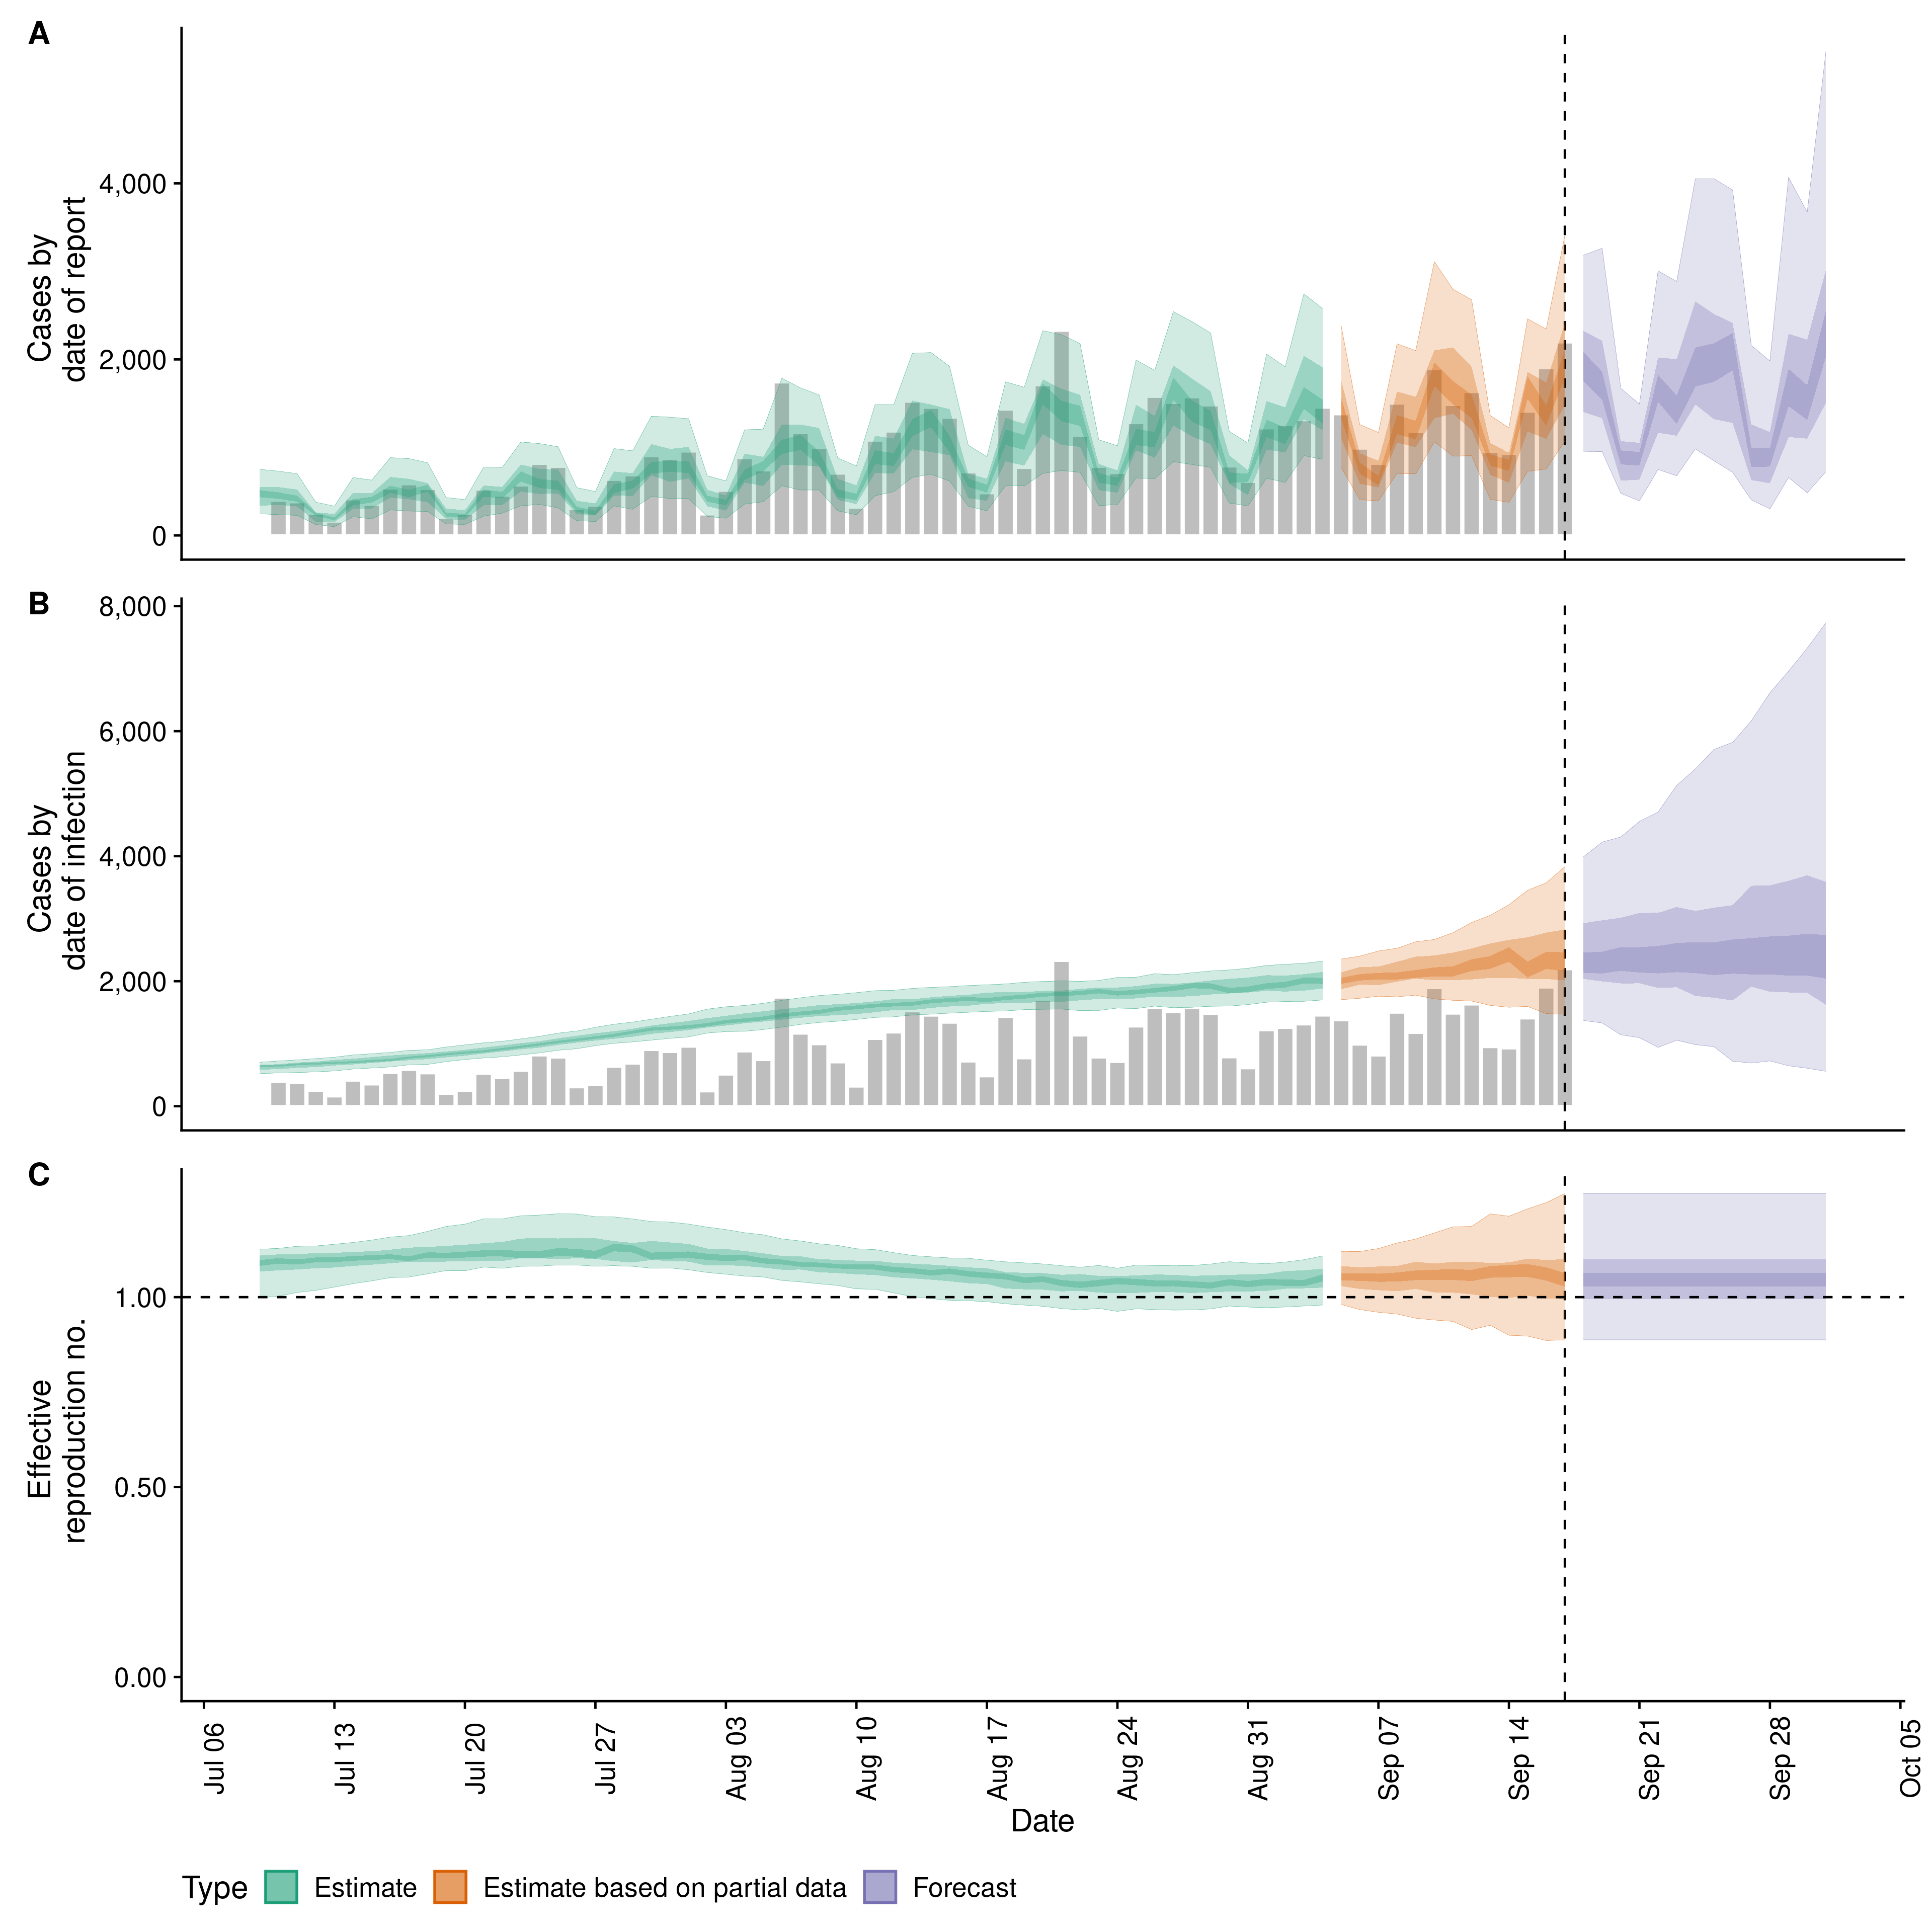 A
Cases by
date of report
4,000
2,000
0
B
Cases by
date of infection
8,000
6,000
4,000
2,000
0
C
Effective
reproduction no.
1.00
0.50
0.00
Jul 06
Jul 13
Jul 20
Jul 27
Aug 03
Aug 10
Aug 17
Aug 24
Aug 31
Sep 07
Sep 14
Sep 21
Sep 28
Oct 05
Date
Type Estimate Estimate based on partial data Forecast